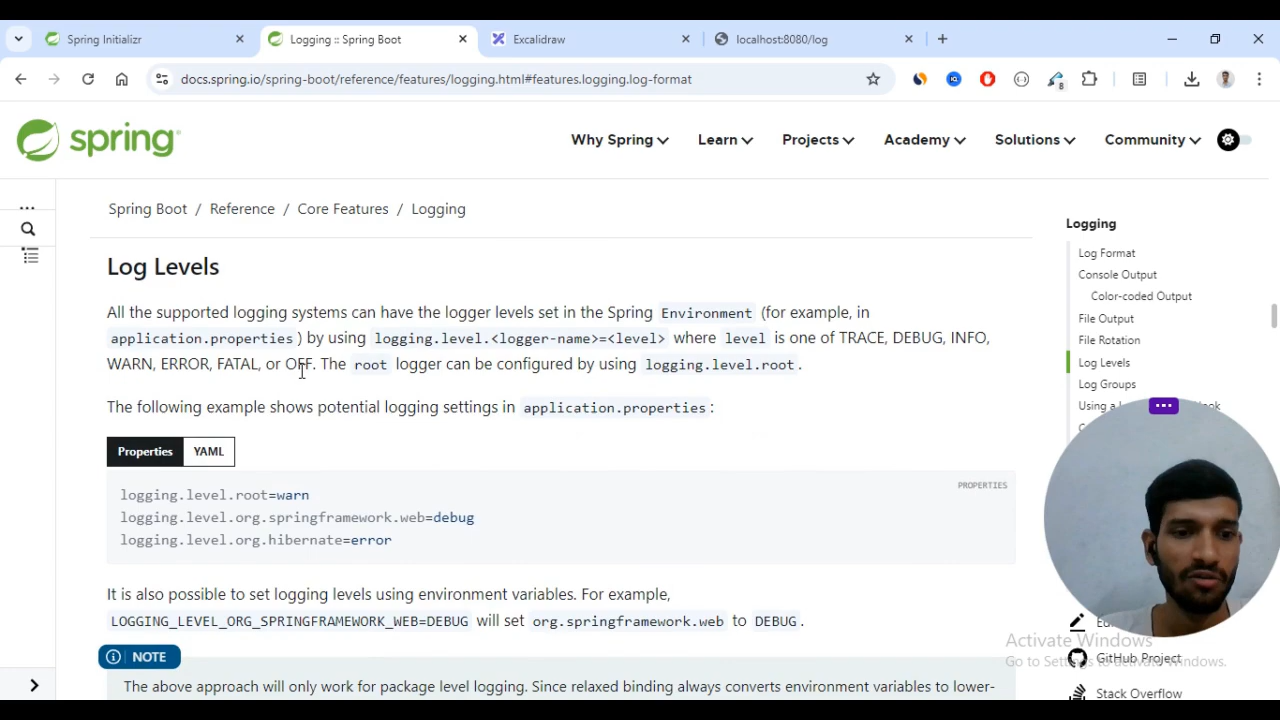 Spring Initializr
Logging :: Spring Boot
Excalidraw
localhost:8080/log
docs.spring.io/spring-boot/reference/features/logging.html#features.logging.log-format
8
spring
Why Spring
Learn
Projects
Academy
Solutions
Community
Spring Boot / Reference / Core Features / Logging
Log Levels
All the supported logging systems can have the logger levels set in the Spring Environment (for example, in
application.properties) by using logging.level.<logger-name>=<level> where level is one of TRACE, DEBUG, INFO,
WARN, ERROR, FATAL, or OFF. The root logger can be configured by using logging.level.root.
The following example shows potential logging settings in application.properties:
Properties
YAML
PROPERTIES
logging.level.root=warn
logging.level.org.springframework.web=debug
logging.level.org.hibernate=error
It is also possible to set logging levels using environment variables. For example,
LOGGING_LEVEL_ORG_SPRINGFRAMEWORK_WEB=DEBUG will set org.springframework.web to DEBUG.
NOTE
The above approach will only work for package level logging. Since relaxed binding always converts environment variables to lower-
Logging
Log Format
Console Output
Color-coded Output
File Output
File Rotation
Log Levels
Log Groups
Using a
Activate Windows
Go to Settings to activate Windows.
GitHub Project
Stack Overflow